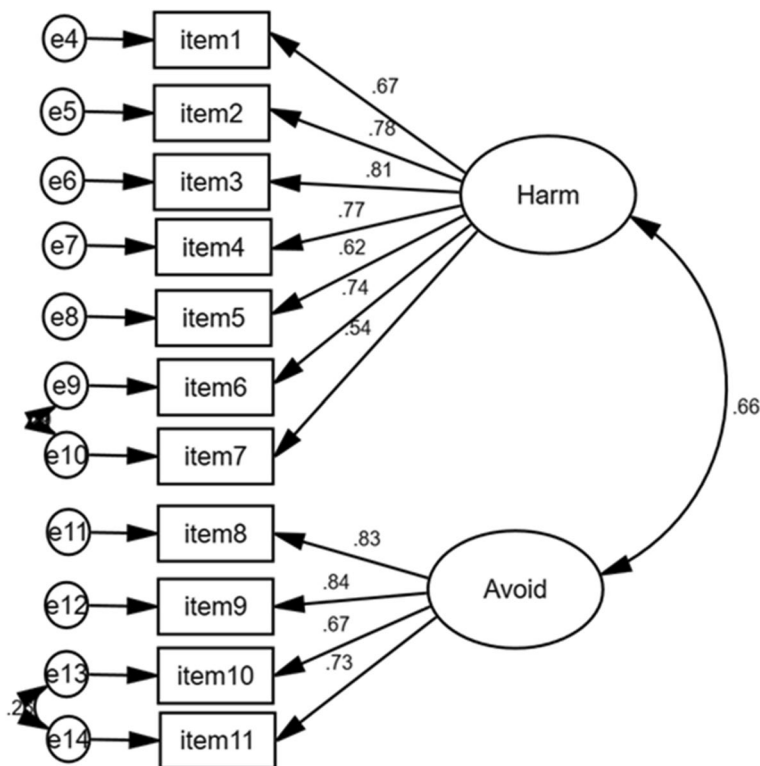 e4
item1
.67
e5
item2
.78
e6
item3
.81
Harm
e7
item4
.77
.62
e8
item5
.74
.54
e9
item6
e10
item7
.66
e11
item8
.83
e12
item9
.84
Avoid
.67
e13
item10
.73
e14
item11